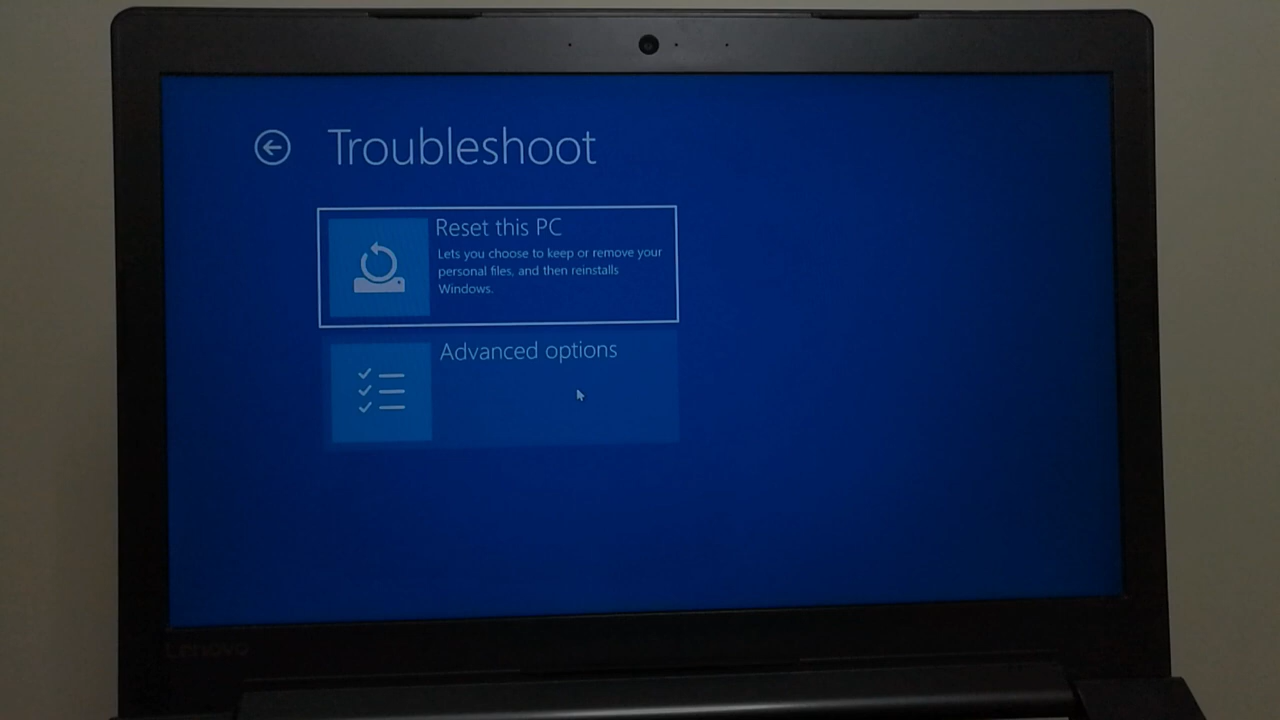 Troubleshoot
Reset this PC
Lets you choose to keep or remove your
personal files, and then reinstalls
Windows.
Advanced options
Lenovo